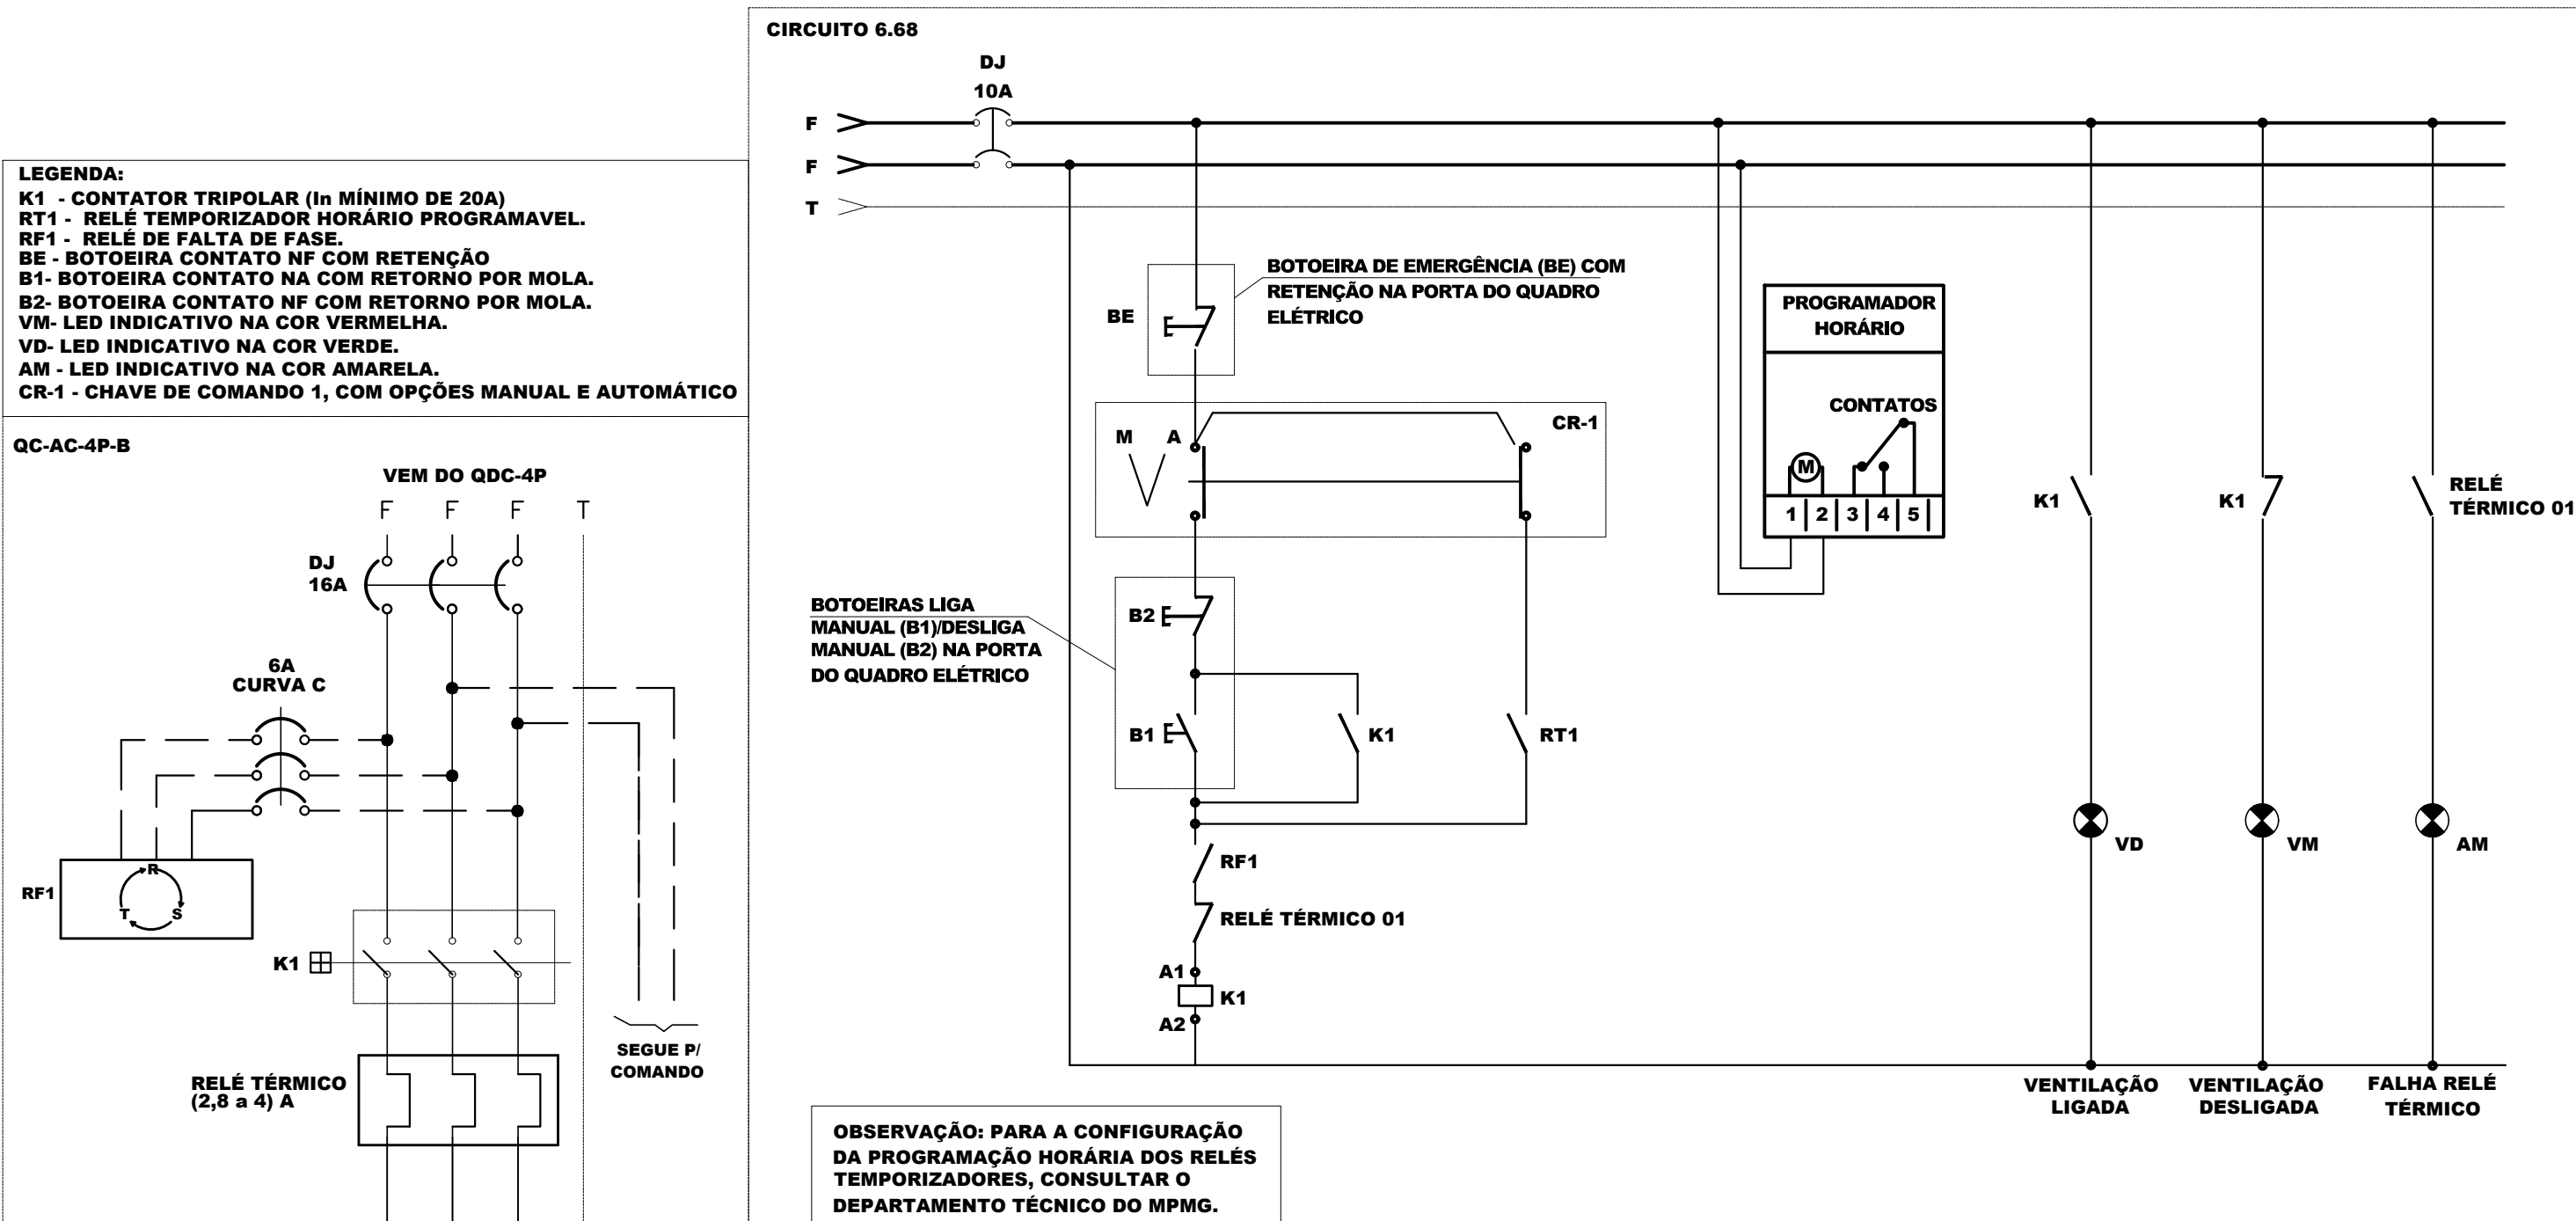 CIRCUITO 6.68
DJ
10A
F
F
T
LEGENDA:
K1 - CONTATOR TRIPOLAR (In MÍNIMO DE 20A)
RT1 - RELÉ TEMPORIZADOR HORÁRIO PROGRAMAVEL.
RF1 - RELÉ DE FALTA DE FASE.
BE - BOTOEIRA CONTATO NF COM RETENÇÃO
B1- BOTOEIRA CONTATO NA COM RETORNO POR MOLA.
B2- BOTOEIRA CONTATO NF COM RETORNO POR MOLA.
VM- LED INDICATIVO NA COR VERMELHA.
VD- LED INDICATIVO NA COR VERDE.
AM - LED INDICATIVO NA COR AMARELA.
CR-1 - CHAVE DE COMANDO 1, COM OPÇÕES MANUAL E AUTOMÁTICO
QC-AC-4P-B
VEM DO QDC-4P
F F F T
DJ
16A
6A
CURVA C
RF1
R
T S
K1
SEGUE P/
COMANDO
RELÉ TÉRMICO
(2,8 a 4) A
BE
BOTOEIRA DE EMERGÊNCIA (BE) COM
RETENÇÃO NA PORTA DO QUADRO
ELÉTRICO
M A
CR-1
BOTOEIRAS LIGA
MANUAL (B1)/DESLIGA
MANUAL (B2) NA PORTA
DO QUADRO ELÉTRICO
B2
B1
K1
RT1
RF1
RELÉ TÉRMICO 01
A1
K1
A2
PROGRAMADOR
HORÁRIO
CONTATOS
M
1 2 3 4 5
K1
K1
RELÉ
TÉRMICO 01
VD
VM
AM
VENTILAÇÃO
LIGADA
VENTILAÇÃO
DESLIGADA
FALHA RELÉ
TÉRMICO
OBSERVAÇÃO: PARA A CONFIGURAÇÃO
DA PROGRAMAÇÃO HORÁRIA DOS RELÉS
TEMPORIZADORES, CONSULTAR O
DEPARTAMENTO TÉCNICO DO MPMG.